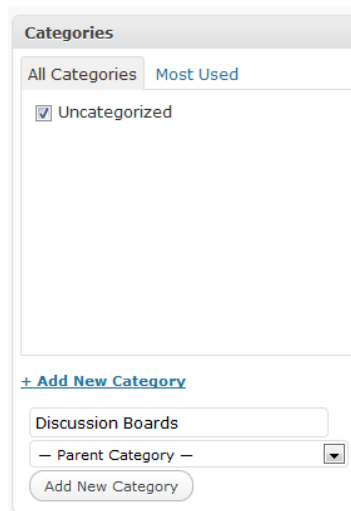 Categories
All Categories Most Used
Uncategorized
+ Add New Category
Discussion Boards
— Parent Category —
Add New Category